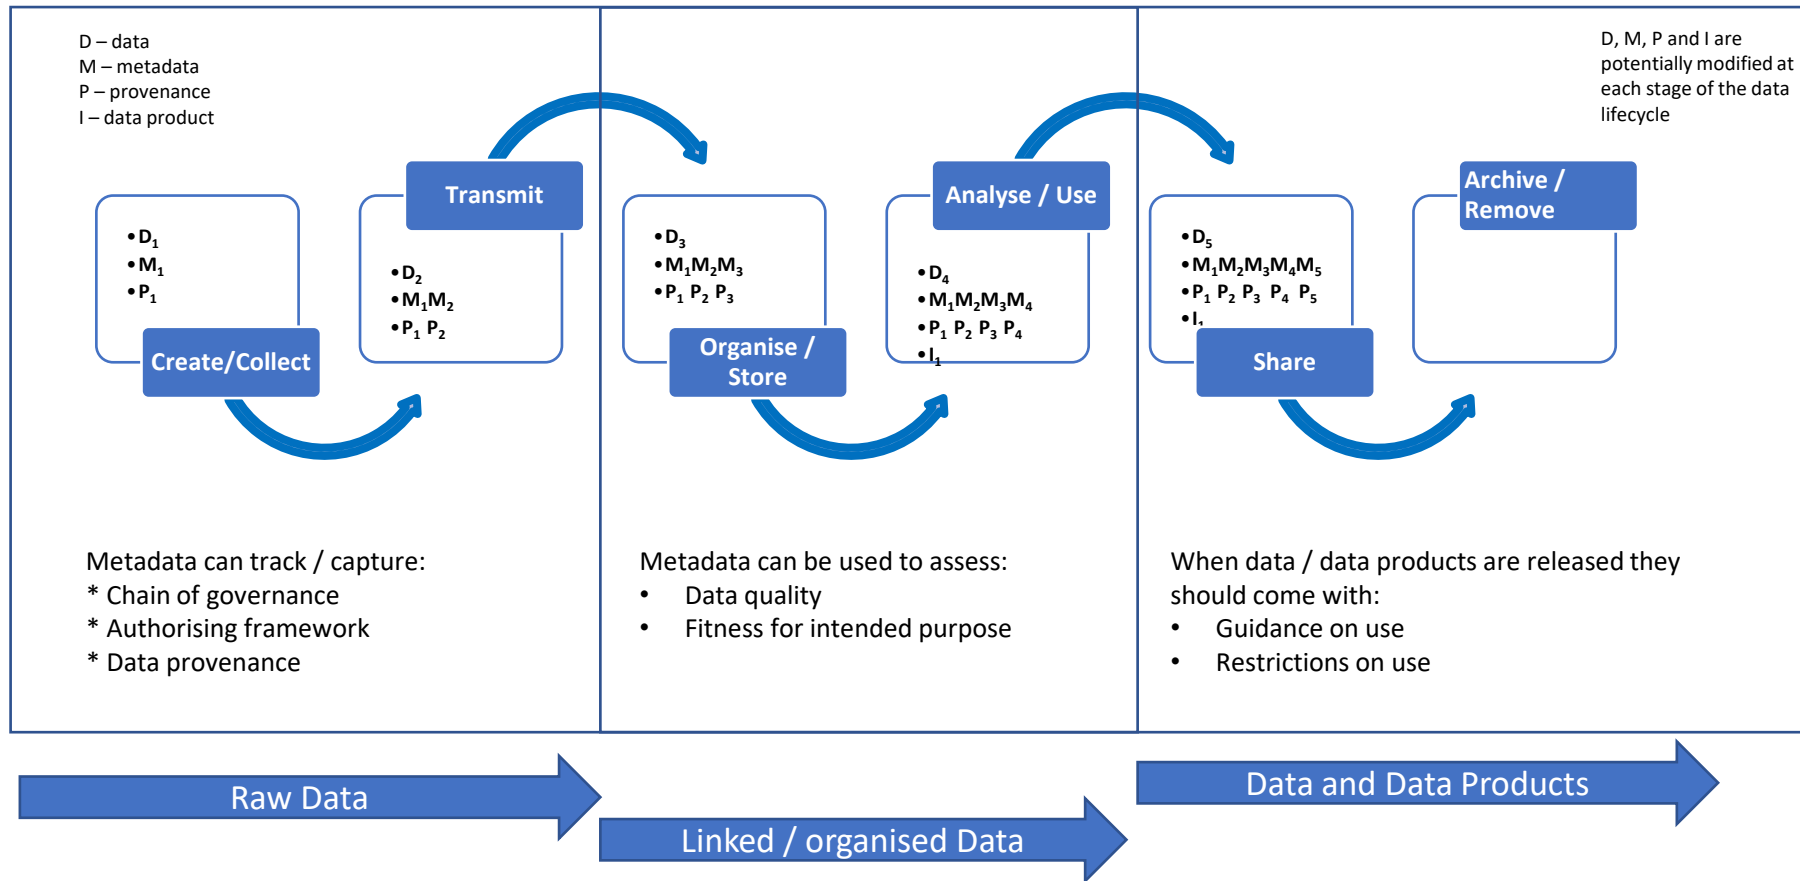 D – data
M – metadata
P – provenance
I – data product
D, M, P and I are
potentially modified at
each stage of the data
lifecycle
•D₁
•M₁
•P₁
Create/Collect
Transmit
•D₂
•M₁M₂
•P₁ P₂
•D₃
•M₁M₂M₃
•P₁ P₂ P₃
Organise /
Store
Analyse / Use
•D₄
•M₁M₂M₃M₄
•P₁ P₂ P₃ P₄
•I₁
•D₅
•M₁M₂M₃M₄M₅
•P₁ P₂ P₃ P₄ P₅
•I₁
Share
Archive /
Remove
Metadata can track / capture:
* Chain of governance
* Authorising framework
* Data provenance
Metadata can be used to assess:
• Data quality
• Fitness for intended purpose
When data / data products are released they
should come with:
• Guidance on use
• Restrictions on use
Raw Data
Linked / organised Data
Data and Data Products